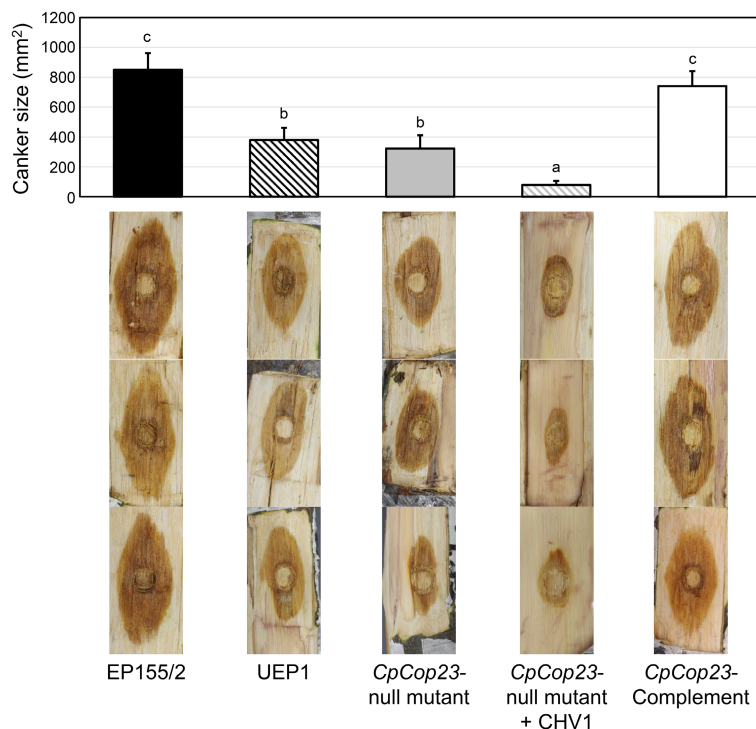 1200
1000
800
600
400
200
0
Canker size (mm²)
c
b
b
a
c
EP155/2
UEP1
CpCop23-
null mutant
CpCop23-
null mutant
+ CHV1
CpCop23-
Complement